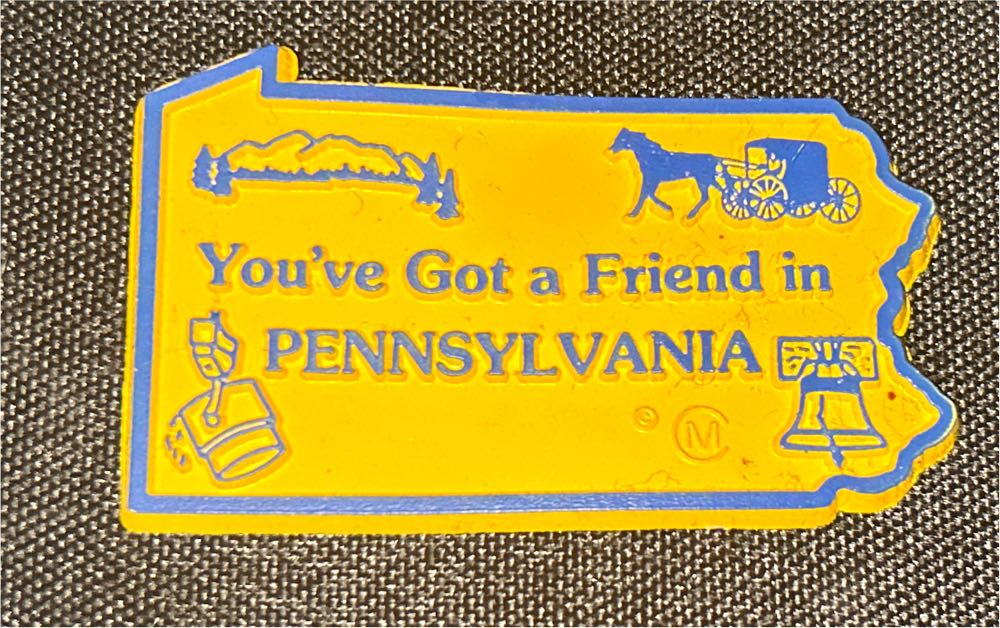 You've Got a Friend in
PENNSYLVANIA
© M